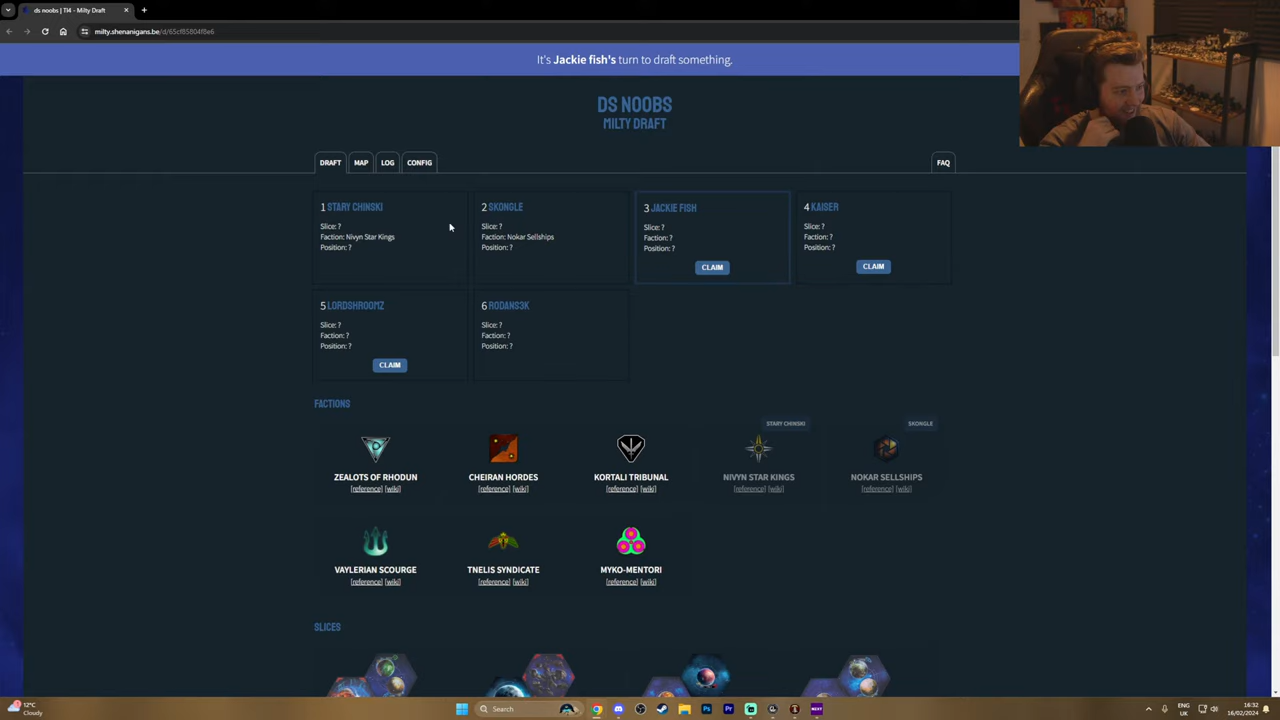 ds noobs | TI4 - Milty Draft
milty.shenanigans.be/d/65cf85804f8e6
It's Jackie fish's turn to draft something.
DS NOOBS
MILTY DRAFT
DRAFT MAP LOG CONFIG FAQ
1 STARY CHINSKI
Slice: ?
Faction: Nivyn Star Kings
Position: ?
2 SKONGLE
Slice: ?
Faction: Nokar Sellships
Position: ?
3 JACKIE FISH
Slice: ?
Faction: ?
Position: ?
CLAIM
4 KAISER
Slice: ?
Faction: ?
Position: ?
CLAIM
5 LORDSHROOMZ
Slice: ?
Faction: ?
Position: ?
CLAIM
6 RODANS3K
Slice: ?
Faction: ?
Position: ?
FACTIONS
STARY CHINSKI SKONGLE
ZEALOTS OF RHODUN CHEIRAN HORDES KORTALI TRIBUNAL NIVYN STAR KINGS NOKAR SELLSHIPS
[reference] [wiki] [reference] [wiki] [reference] [wiki] [reference] [wiki] [reference] [wiki]
VAYLERIAN SCOURGE TNELIS SYNDICATE MYKO-MENTORI
[reference] [wiki] [reference] [wiki] [reference] [wiki]
SLICES
12°C
Cloudy
Search
ENG
UK
16:32
16/02/2024